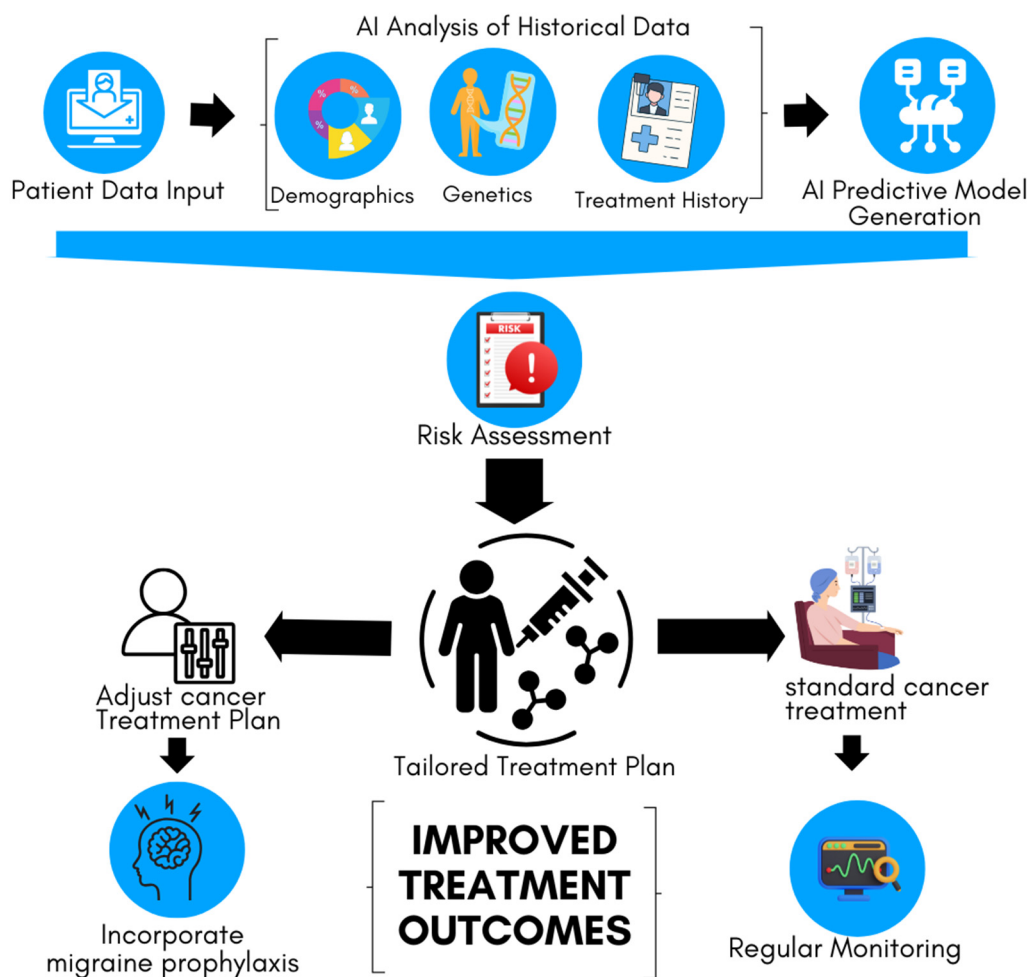 AI Analysis of Historical Data
Patient Data Input
% % %
Demographics
Genetics
Treatment History
AI Predictive Model
Generation
RISK
!
Risk Assessment
Adjust cancer
Treatment Plan
Tailored Treatment Plan
standard cancer
treatment
Incorporate
migraine prophylaxis
IMPROVED
TREATMENT
OUTCOMES
Regular Monitoring